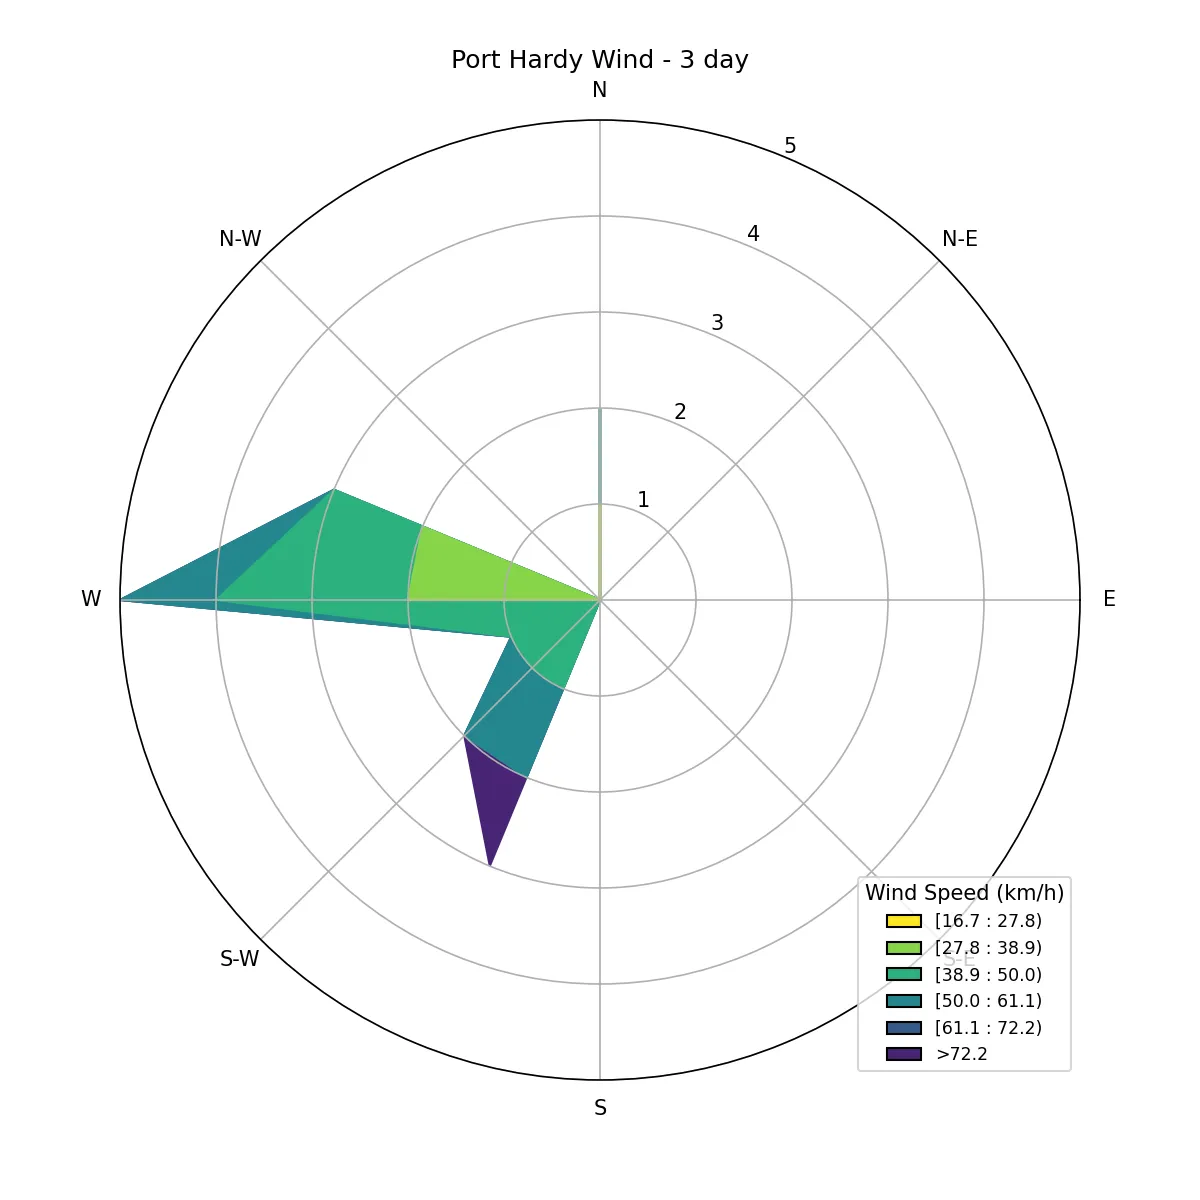 Port Hardy Wind - 3 day
N
5
N-W
N-E
4
3
2
1
W
E
S-W
S-E
S
Wind Speed (km/h)
[16.7 : 27.8)
[27.8 : 38.9)
[38.9 : 50.0)
[50.0 : 61.1)
[61.1 : 72.2)
>72.2